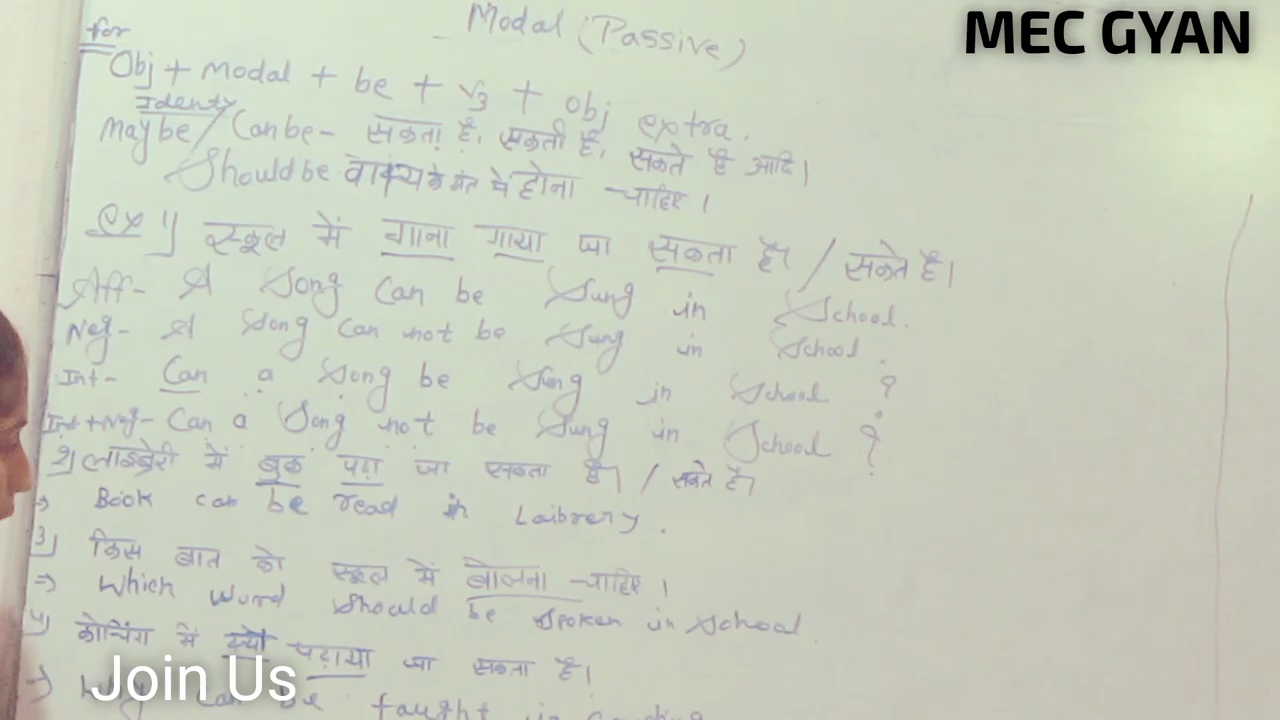 MEC GYAN
Modal (Passive)
for
Obj + modal + be + v3 + obj extra.
Identy
Maybe / Can be - सकता है, सकती है, सकते है आदि।
Should be वाक्य के अंत मे होना चाहिए।
ex 1) स्कूल में गाना गाया जा सकता है। / सकते है।
Aff- A Song Can be Sung in School.
Neg- A Song Can not be Sung in School.
Int- Can a Song be Sung in School ?
Int+Neg- Can a Song not be Sung in School ?
2) लाइब्रेरी में बुक पढ़ा जा सकता है। / सकते है।
→ Book can be read in Laibrery.
3) किस बात को स्कूल में बोलना चाहिए।
⇒ Which word should be spoken in school.
4) कोचिंग में क्यों पढ़ाया जा सकता है।
→ Why can be taught in
Join Us